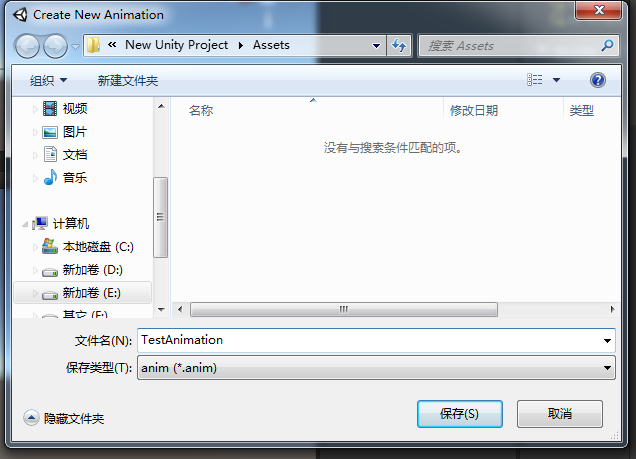 Create New Animation
« New Unity Project Assets
搜索 Assets
组织
新建文件夹
视频
图片
文档
音乐
计算机
本地磁盘 (C:)
新加卷 (D:)
新加卷 (E:)
其它 (F:)
名称
修改日期
类型
没有与搜索条件匹配的项。
文件名(N):
TestAnimation
保存类型(T):
anim (*.anim)
隐藏文件夹
保存(S)
取消